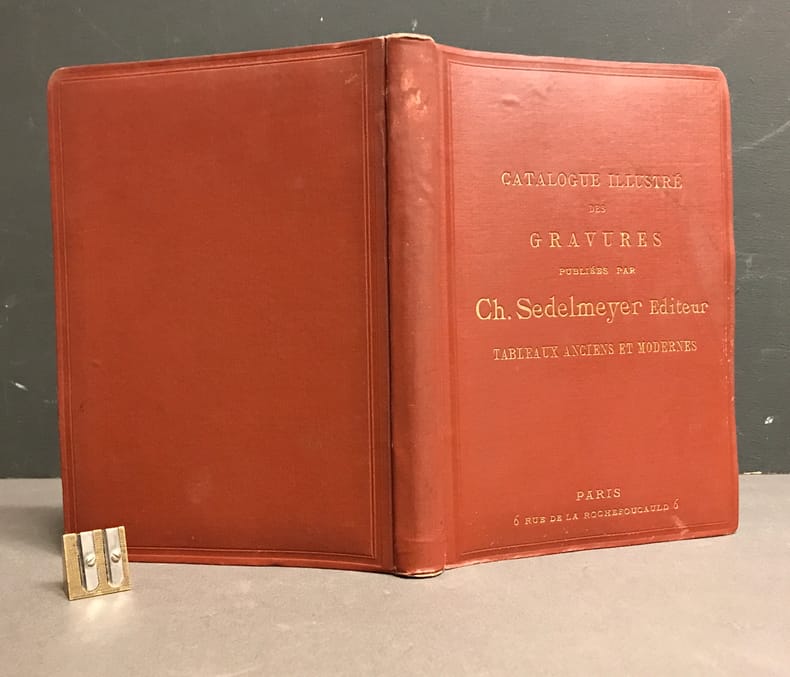 CATALOGUE ILLUSTRÉ
DES
GRAVURES
PUBLIÉES PAR
Ch. Sedelmeyer Editeur
TABLEAUX ANCIENS ET MODERNES
PARIS
6 RUE DE LA ROCHEFOUCAULD 6